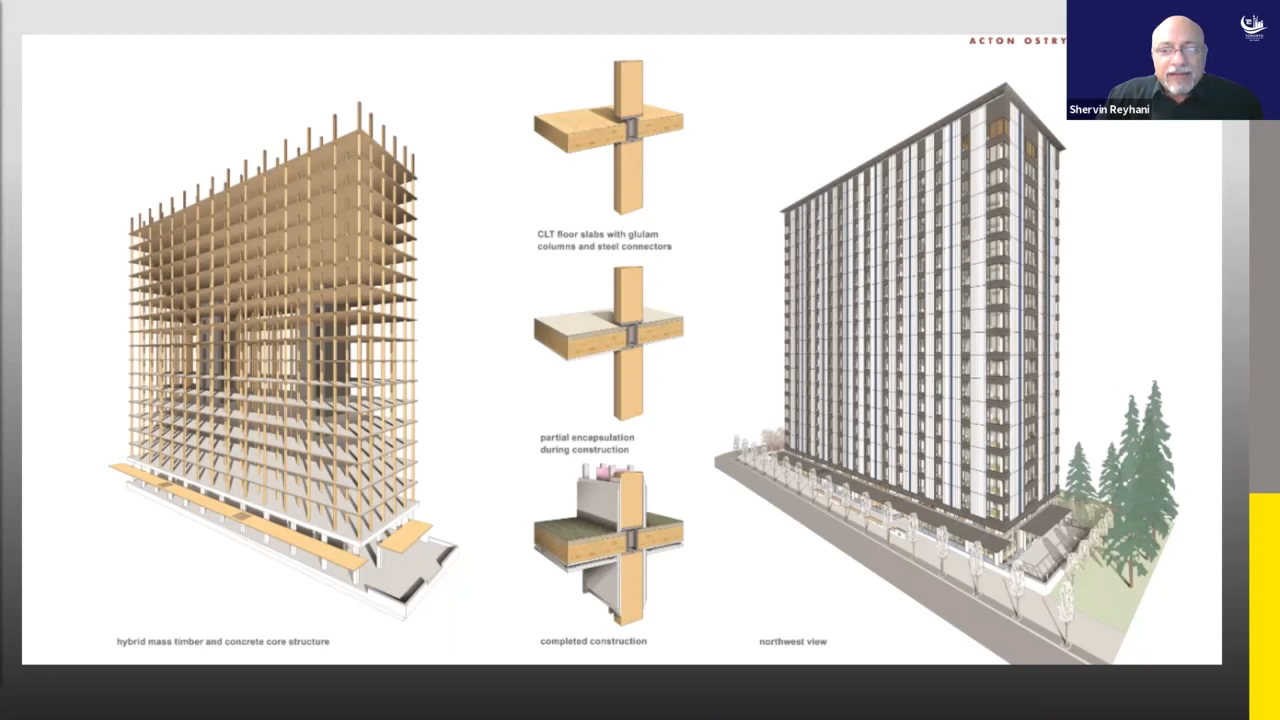 ACTON OSTRY
Shervin Reyhani
CLT floor slabs with glulam
columns and steel connectors
partial encapsulation
during construction
hybrid mass timber and concrete core structure
completed construction
northwest view